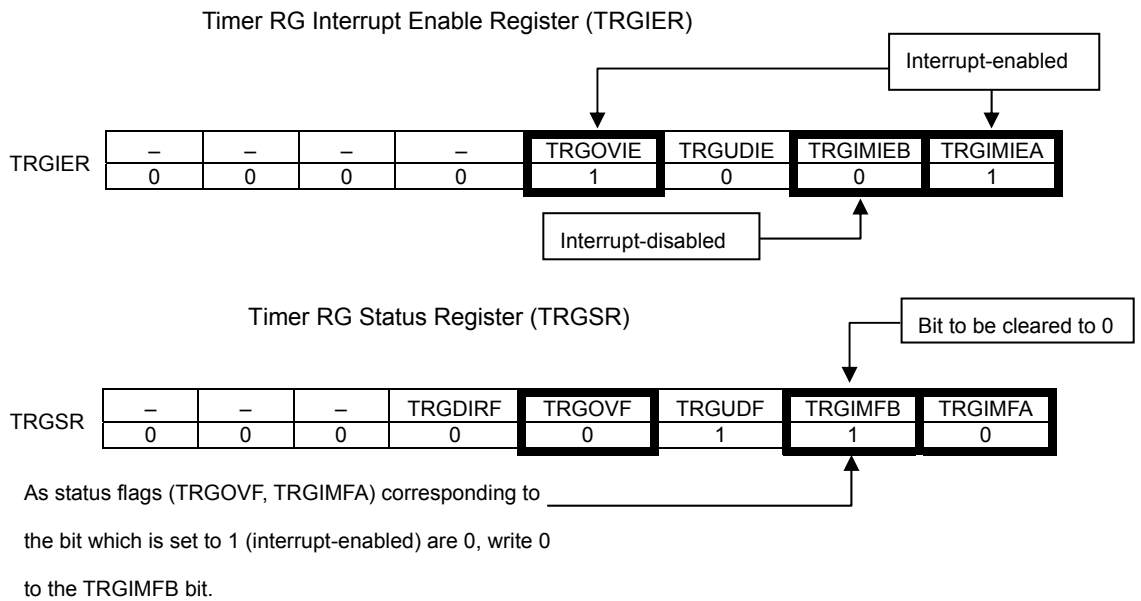 Timer RG Interrupt Enable Register (TRGIER)
Interrupt-enabled
TRGIER
– – – – TRGOVIE TRGUDIE TRGIMIEB TRGIMIEA
0 0 0 0 1 0 0 1
Interrupt-disabled
Timer RG Status Register (TRGSR)
Bit to be cleared to 0
TRGSR
– – – TRGDIRF TRGOVF TRGUDF TRGIMFB TRGIMFA
0 0 0 0 0 1 1 0
As status flags (TRGOVF, TRGIMFA) corresponding to
the bit which is set to 1 (interrupt-enabled) are 0, write 0
to the TRGIMFB bit.